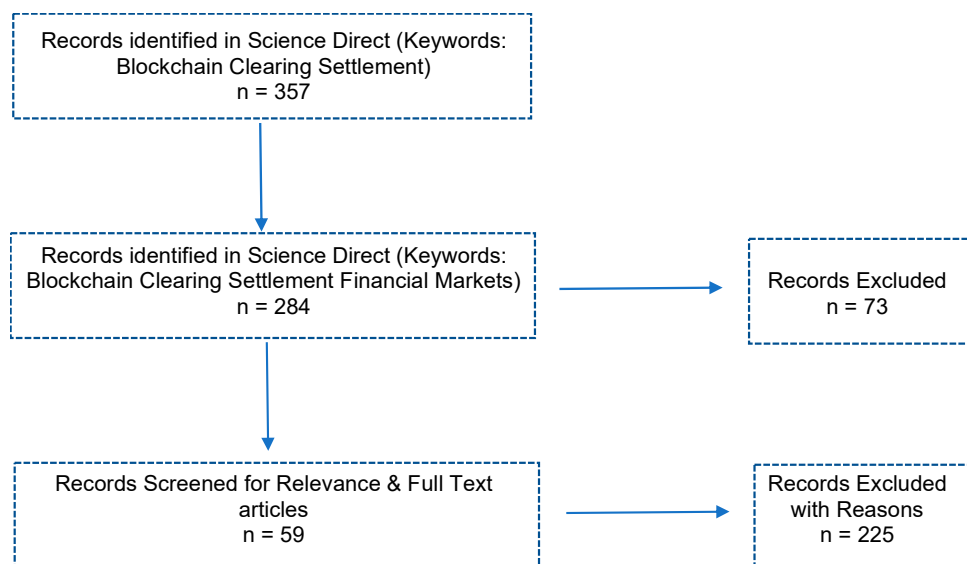 Records identified in Science Direct (Keywords:
Blockchain Clearing Settlement)
n = 357
Records identified in Science Direct (Keywords:
Blockchain Clearing Settlement Financial Markets)
n = 284
Records Excluded
n = 73
Records Screened for Relevance & Full Text
articles
n = 59
Records Excluded
with Reasons
n = 225